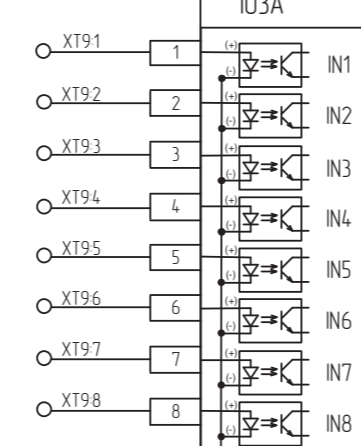 IU3A
XT9:1 1 (+) (-) IN1
XT9:2 2 (+) (-) IN2
XT9:3 3 (+) (-) IN3
XT9:4 4 (+) (-) IN4
XT9:5 5 (+) (-) IN5
XT9:6 6 (+) (-) IN6
XT9:7 7 (+) (-) IN7
XT9:8 8 (+) (-) IN8